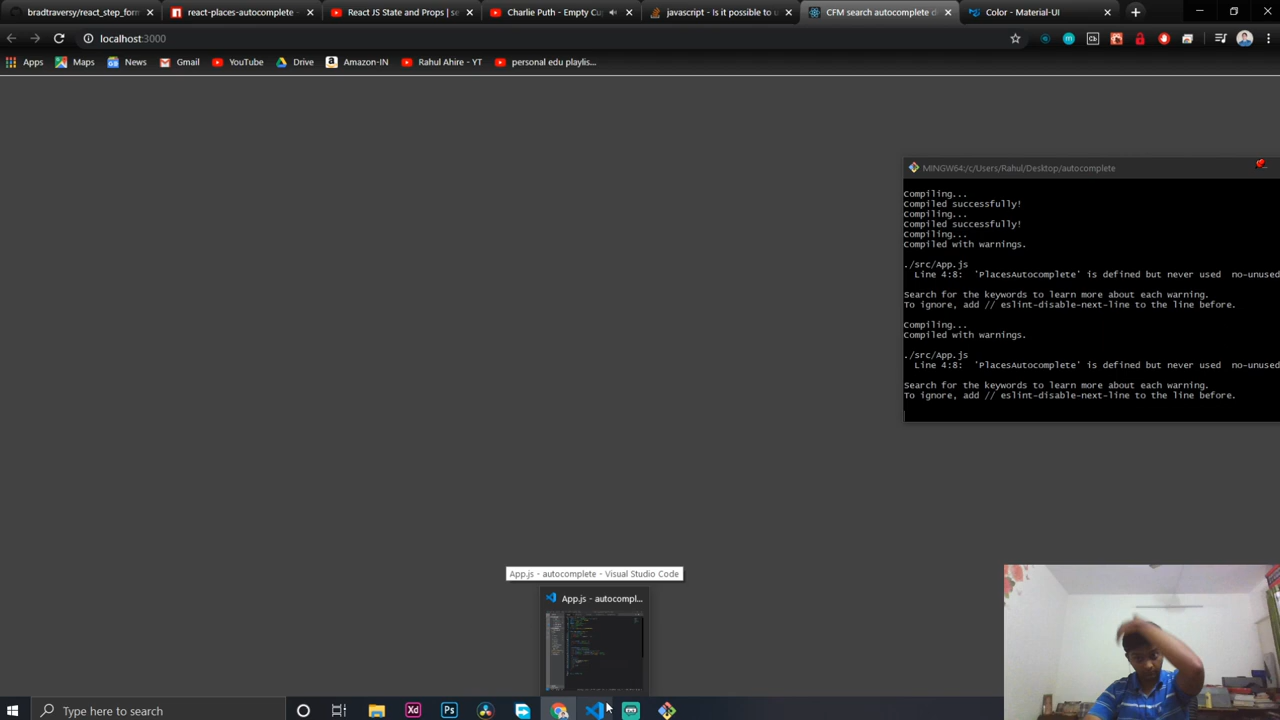 bradtraversy/react_step_form
react-places-autocomplete -
React JS State and Props | se
Charlie Puth - Empty Cup
javascript - Is it possible to u
CFM search autocomplete d
Color - Material-UI
localhost:3000
Apps
Maps
News
Gmail
YouTube
Drive
Amazon-IN
Rahul Ahire - YT
personal edu playlis...
MINGW64:/c/Users/Rahul/Desktop/autocomplete
Compiling...
Compiled successfully!
Compiling...
Compiled successfully!
Compiling...
Compiled with warnings.
./src/App.js
Line 4:8: 'PlacesAutocomplete' is defined but never used no-unused
Search for the keywords to learn more about each warning.
To ignore, add // eslint-disable-next-line to the line before.
Compiling...
Compiled with warnings.
./src/App.js
Line 4:8: 'PlacesAutocomplete' is defined but never used no-unused
Search for the keywords to learn more about each warning.
To ignore, add // eslint-disable-next-line to the line before.
App.js - autocomplete - Visual Studio Code
App.js - autocompl...
Type here to search